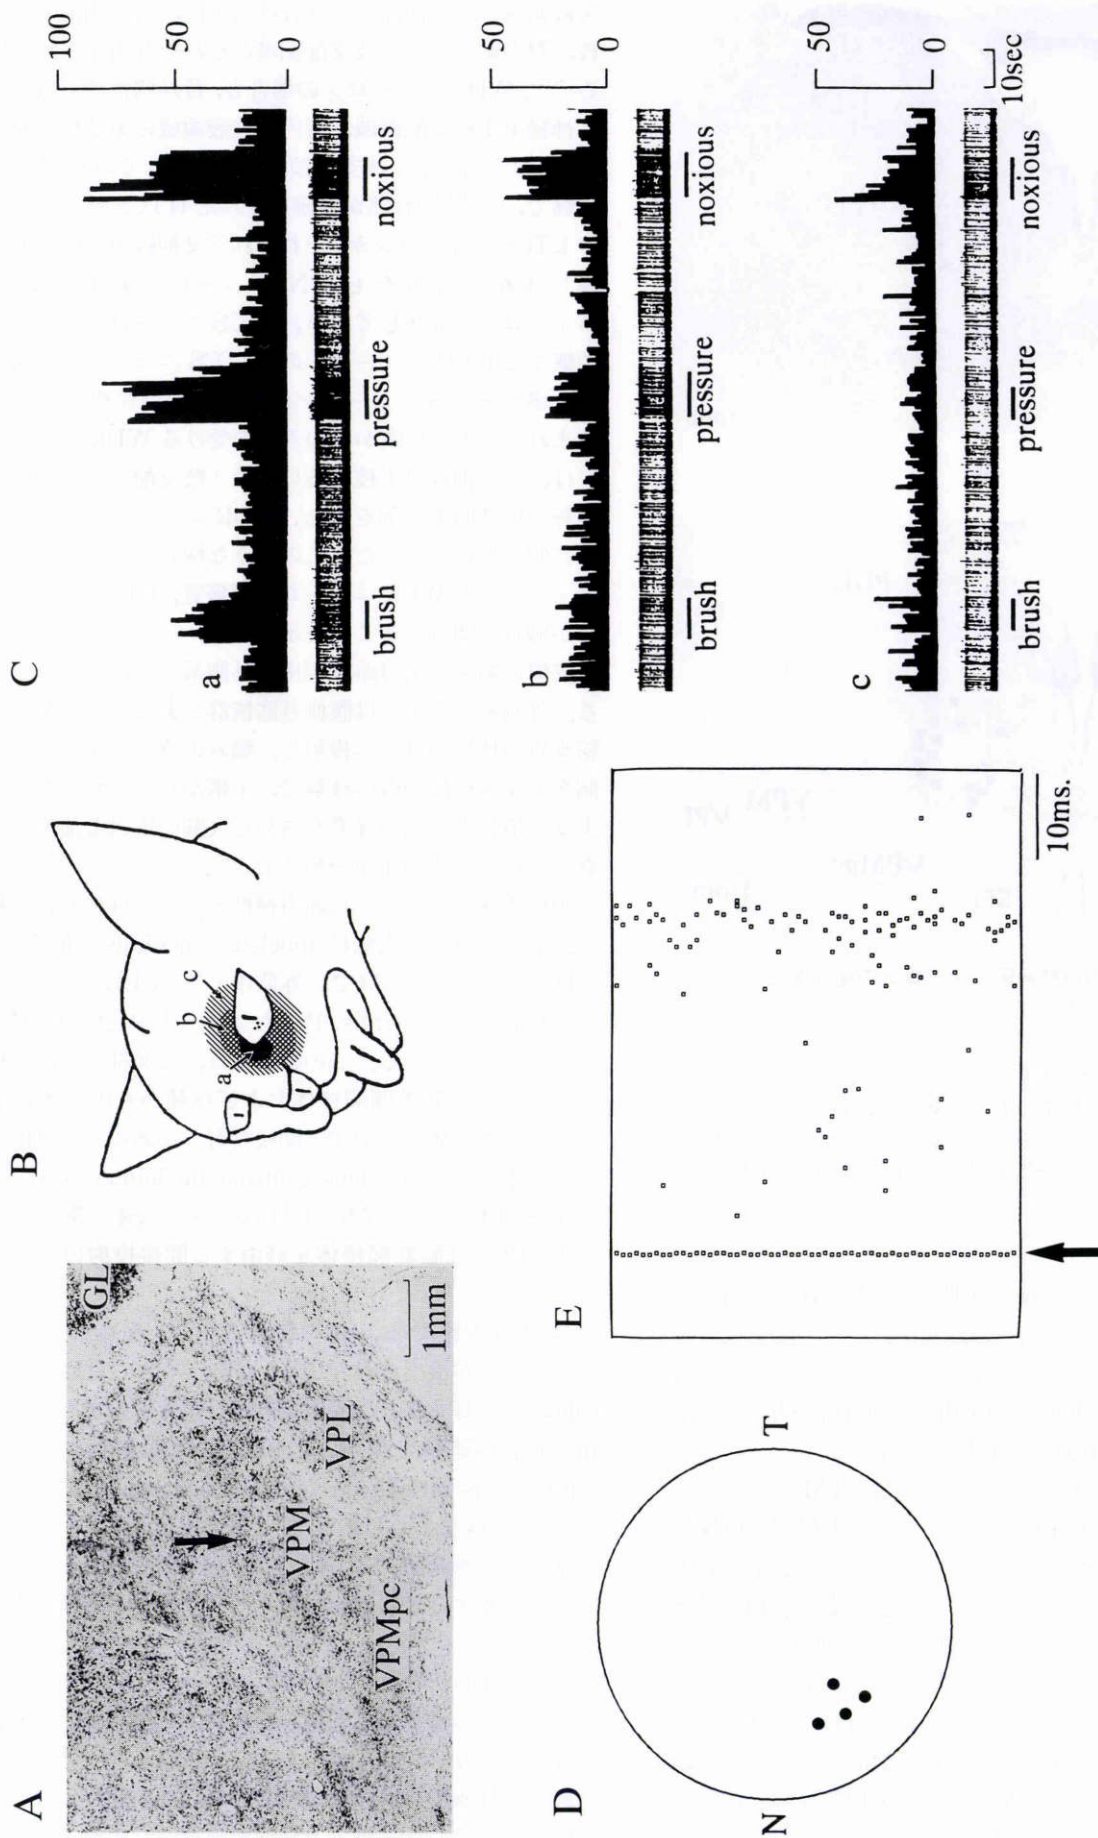 A
GL
VPM
VPL
VPMpc
1mm
B
a
b
c
C
a
100
50
0
brush
pressure
noxious
b
50
0
brush
pressure
noxious
c
50
0
brush
pressure
noxious
10sec
D
N
T
E
10ms.